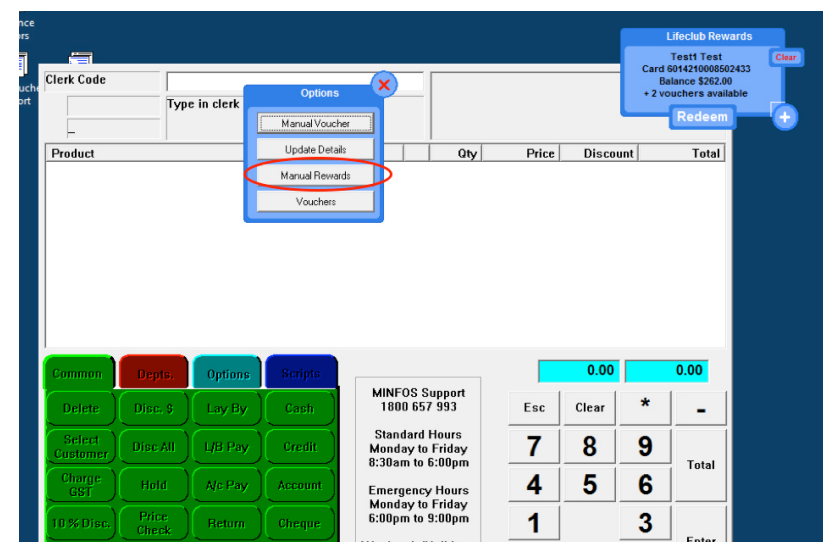 nce
ors
uche
ort
Lifeclub Rewards
Test1 Test
Card 6014210008502433
Balance $262.00
+ 2 vouchers available
Clear
Redeem
+
Clerk Code
Type in clerk
Options
X
Manual Voucher
Update Details
Manual Rewards
Vouchers
Product Qty Price Discount Total
0.00 0.00
Common Depts. Options Scripts
Delete Disc. $ Lay By Cash
Select Customer Disc All L/B Pay Credit
Charge GST Hold A/c Pay Account
10 % Disc. Price Check Return Cheque
MINFOS Support
1800 657 993
Standard Hours
Monday to Friday
8:30am to 6:00pm
Emergency Hours
Monday to Friday
6:00pm to 9:00pm
Esc Clear * -
7 8 9
Total
4 5 6
1 3
Enter